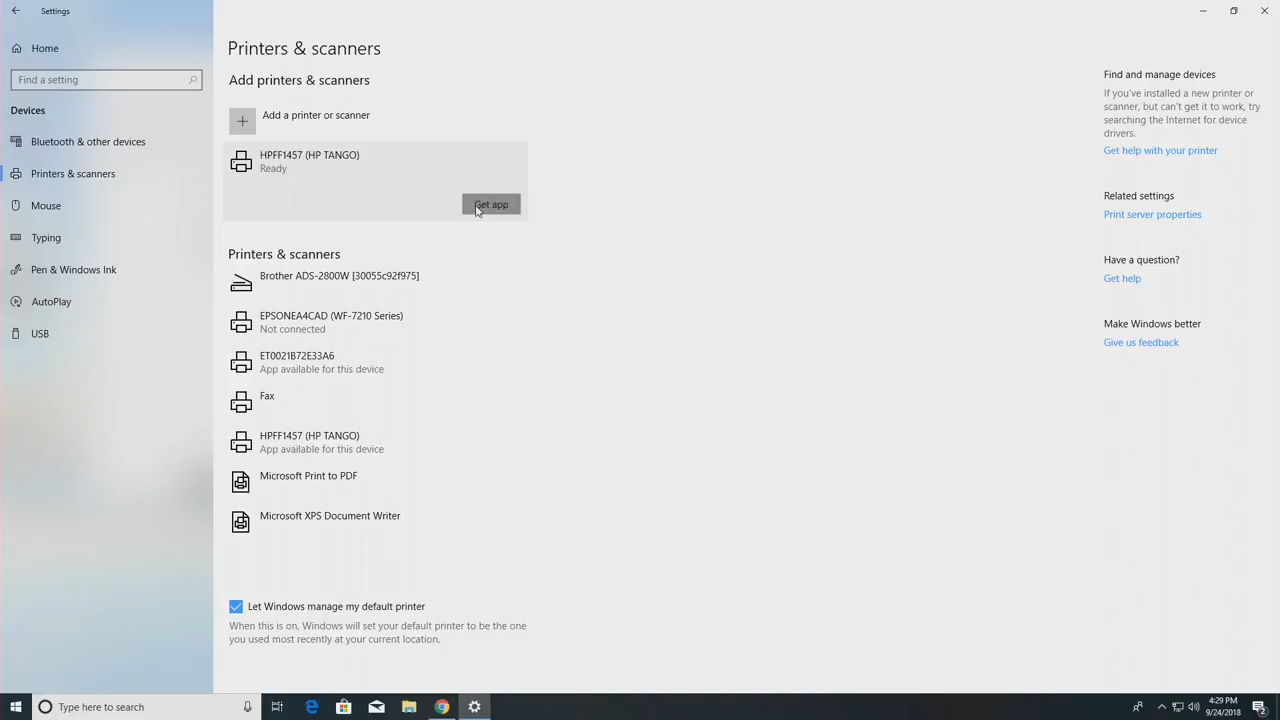 Settings
Home
Find a setting
Devices
Bluetooth & other devices
Printers & scanners
Mouse
Typing
Pen & Windows Ink
AutoPlay
USB
Printers & scanners
Add printers & scanners
Add a printer or scanner
HPFF1457 (HP TANGO)
Ready
Get app
Printers & scanners
Brother ADS-2800W [30055c92f975]
EPSONEA4CAD (WF-7210 Series)
Not connected
ET0021B72E33A6
App available for this device
Fax
HPFF1457 (HP TANGO)
App available for this device
Microsoft Print to PDF
Microsoft XPS Document Writer
Let Windows manage my default printer
When this is on, Windows will set your default printer to be the one
you used most recently at your current location.
Find and manage devices
If you've installed a new printer or
scanner, but can't get it to work, try
searching the Internet for device
drivers.
Get help with your printer
Related settings
Print server properties
Have a question?
Get help
Make Windows better
Give us feedback
Type here to search
4:29 PM
9/24/2018
2